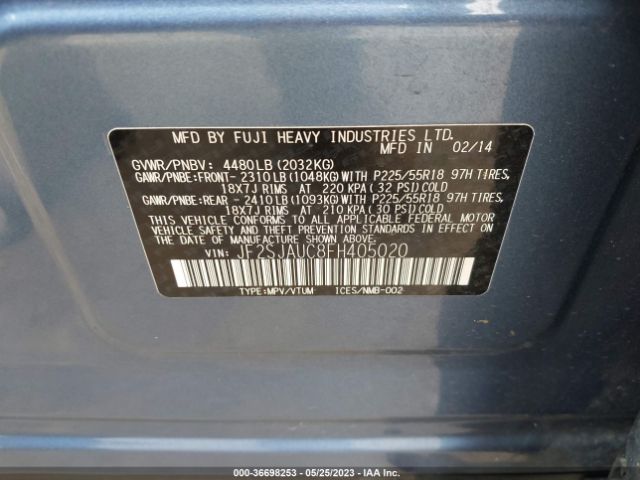 MFD BY FUJI HEAVY INDUSTRIES LTD.
MFD IN 02/14
GVWR/PNBV: 4480LB (2032KG)
GAWR/PNBE:FRONT- 2310LB(1048KG)WITH P225/55R18 97H TIRES,
18X7J RIMS AT 220 KPA (32 PSI)COLD
GAWR/PNBE:REAR - 2410LB(1093KG)WITH P225/55R18 97H TIRES,
18X7J RIMS AT 210 KPA (30 PSI)COLD
THIS VEHICLE CONFORMS TO ALL APPLICABLE FEDERAL MOTOR
VEHICLE SAFETY AND THEFT PREVENTION STANDARDS IN EFFECT
ON THE DATE OF MANUFACTURE SHOWN ABOVE.
VIN: JF2SJAUC8FH405020
TYPE:MPV/VTUM ICES/NMB-002
000-36698253 - 05/25/2023 - IAAI.COM